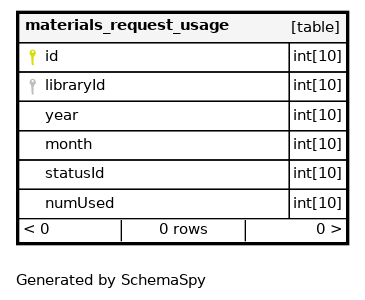 materials_request_usage [table]
id int[10]
libraryId int[10]
year int[10]
month int[10]
statusId int[10]
numUsed int[10]
< 0 0 rows 0 >
Generated by SchemaSpy